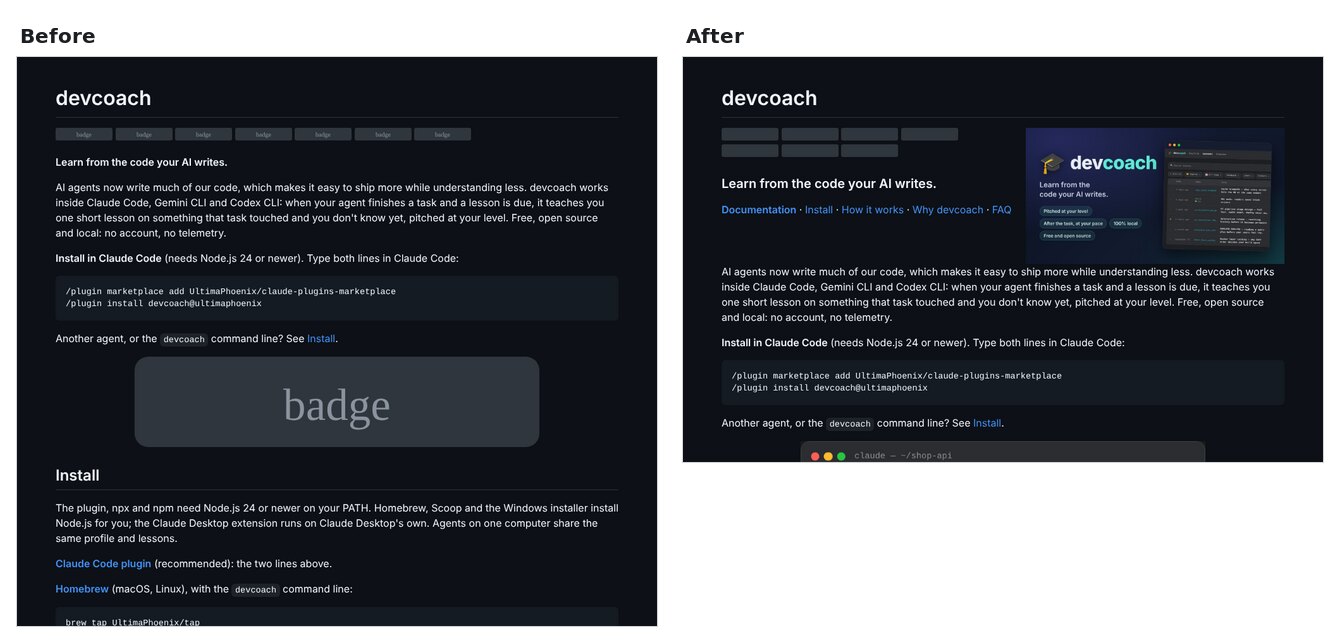 Before
devcoach
badge badge badge badge badge badge badge
Learn from the code your AI writes.
AI agents now write much of our code, which makes it easy to ship more while understanding less. devcoach works
inside Claude Code, Gemini CLI and Codex CLI: when your agent finishes a task and a lesson is due, it teaches you
one short lesson on something that task touched and you don't know yet, pitched at your level. Free, open source
and local: no account, no telemetry.
Install in Claude Code (needs Node.js 24 or newer). Type both lines in Claude Code:
/plugin marketplace add UltimaPhoenix/claude-plugins-marketplace
/plugin install devcoach@ultimaphoenix
Another agent, or the devcoach command line? See Install.
badge
Install
The plugin, npx and npm need Node.js 24 or newer on your PATH. Homebrew, Scoop and the Windows installer install
Node.js for you; the Claude Desktop extension runs on Claude Desktop's own. Agents on one computer share the
same profile and lessons.
Claude Code plugin (recommended): the two lines above.
Homebrew (macOS, Linux), with the devcoach command line:
brew tap UltimaPhoenix/tap
After
devcoach
Learn from the code your AI writes.
Documentation · Install · How it works · Why devcoach · FAQ
devcoach
Learn from the
code your AI writes.
Pitched at your level
After the task, at your pace 100% local
Free and open source
AI agents now write much of our code, which makes it easy to ship more while understanding less. devcoach works
inside Claude Code, Gemini CLI and Codex CLI: when your agent finishes a task and a lesson is due, it teaches you
one short lesson on something that task touched and you don't know yet, pitched at your level. Free, open source
and local: no account, no telemetry.
Install in Claude Code (needs Node.js 24 or newer). Type both lines in Claude Code:
/plugin marketplace add UltimaPhoenix/claude-plugins-marketplace
/plugin install devcoach@ultimaphoenix
Another agent, or the devcoach command line? See Install.
claude — ~/shop-api